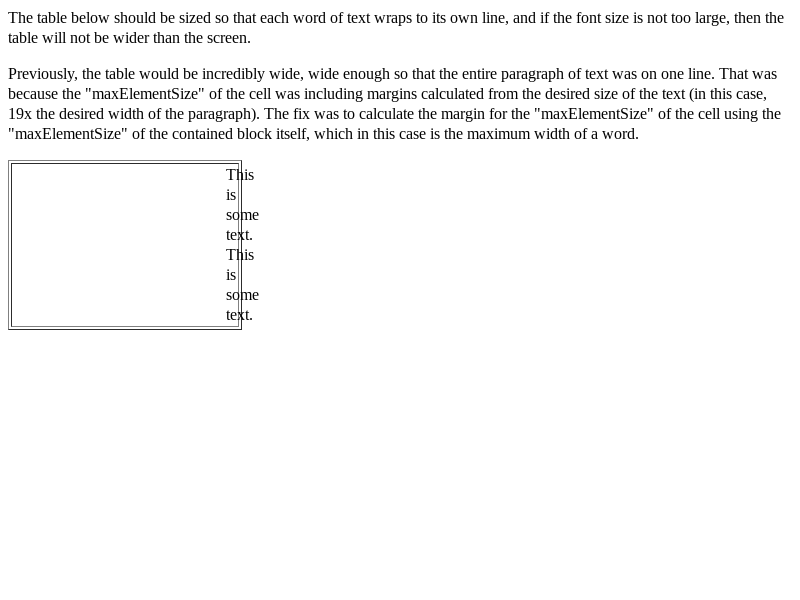 The table below should be sized so that each word of text wraps to its own line, and if the font size is not too large, then the
table will not be wider than the screen.
Previously, the table would be incredibly wide, wide enough so that the entire paragraph of text was on one line. That was
because the "maxElementSize" of the cell was including margins calculated from the desired size of the text (in this case,
19x the desired width of the paragraph). The fix was to calculate the margin for the "maxElementSize" of the cell using the
"maxElementSize" of the contained block itself, which in this case is the maximum width of a word.
This
is
some
text.
This
is
some
text.